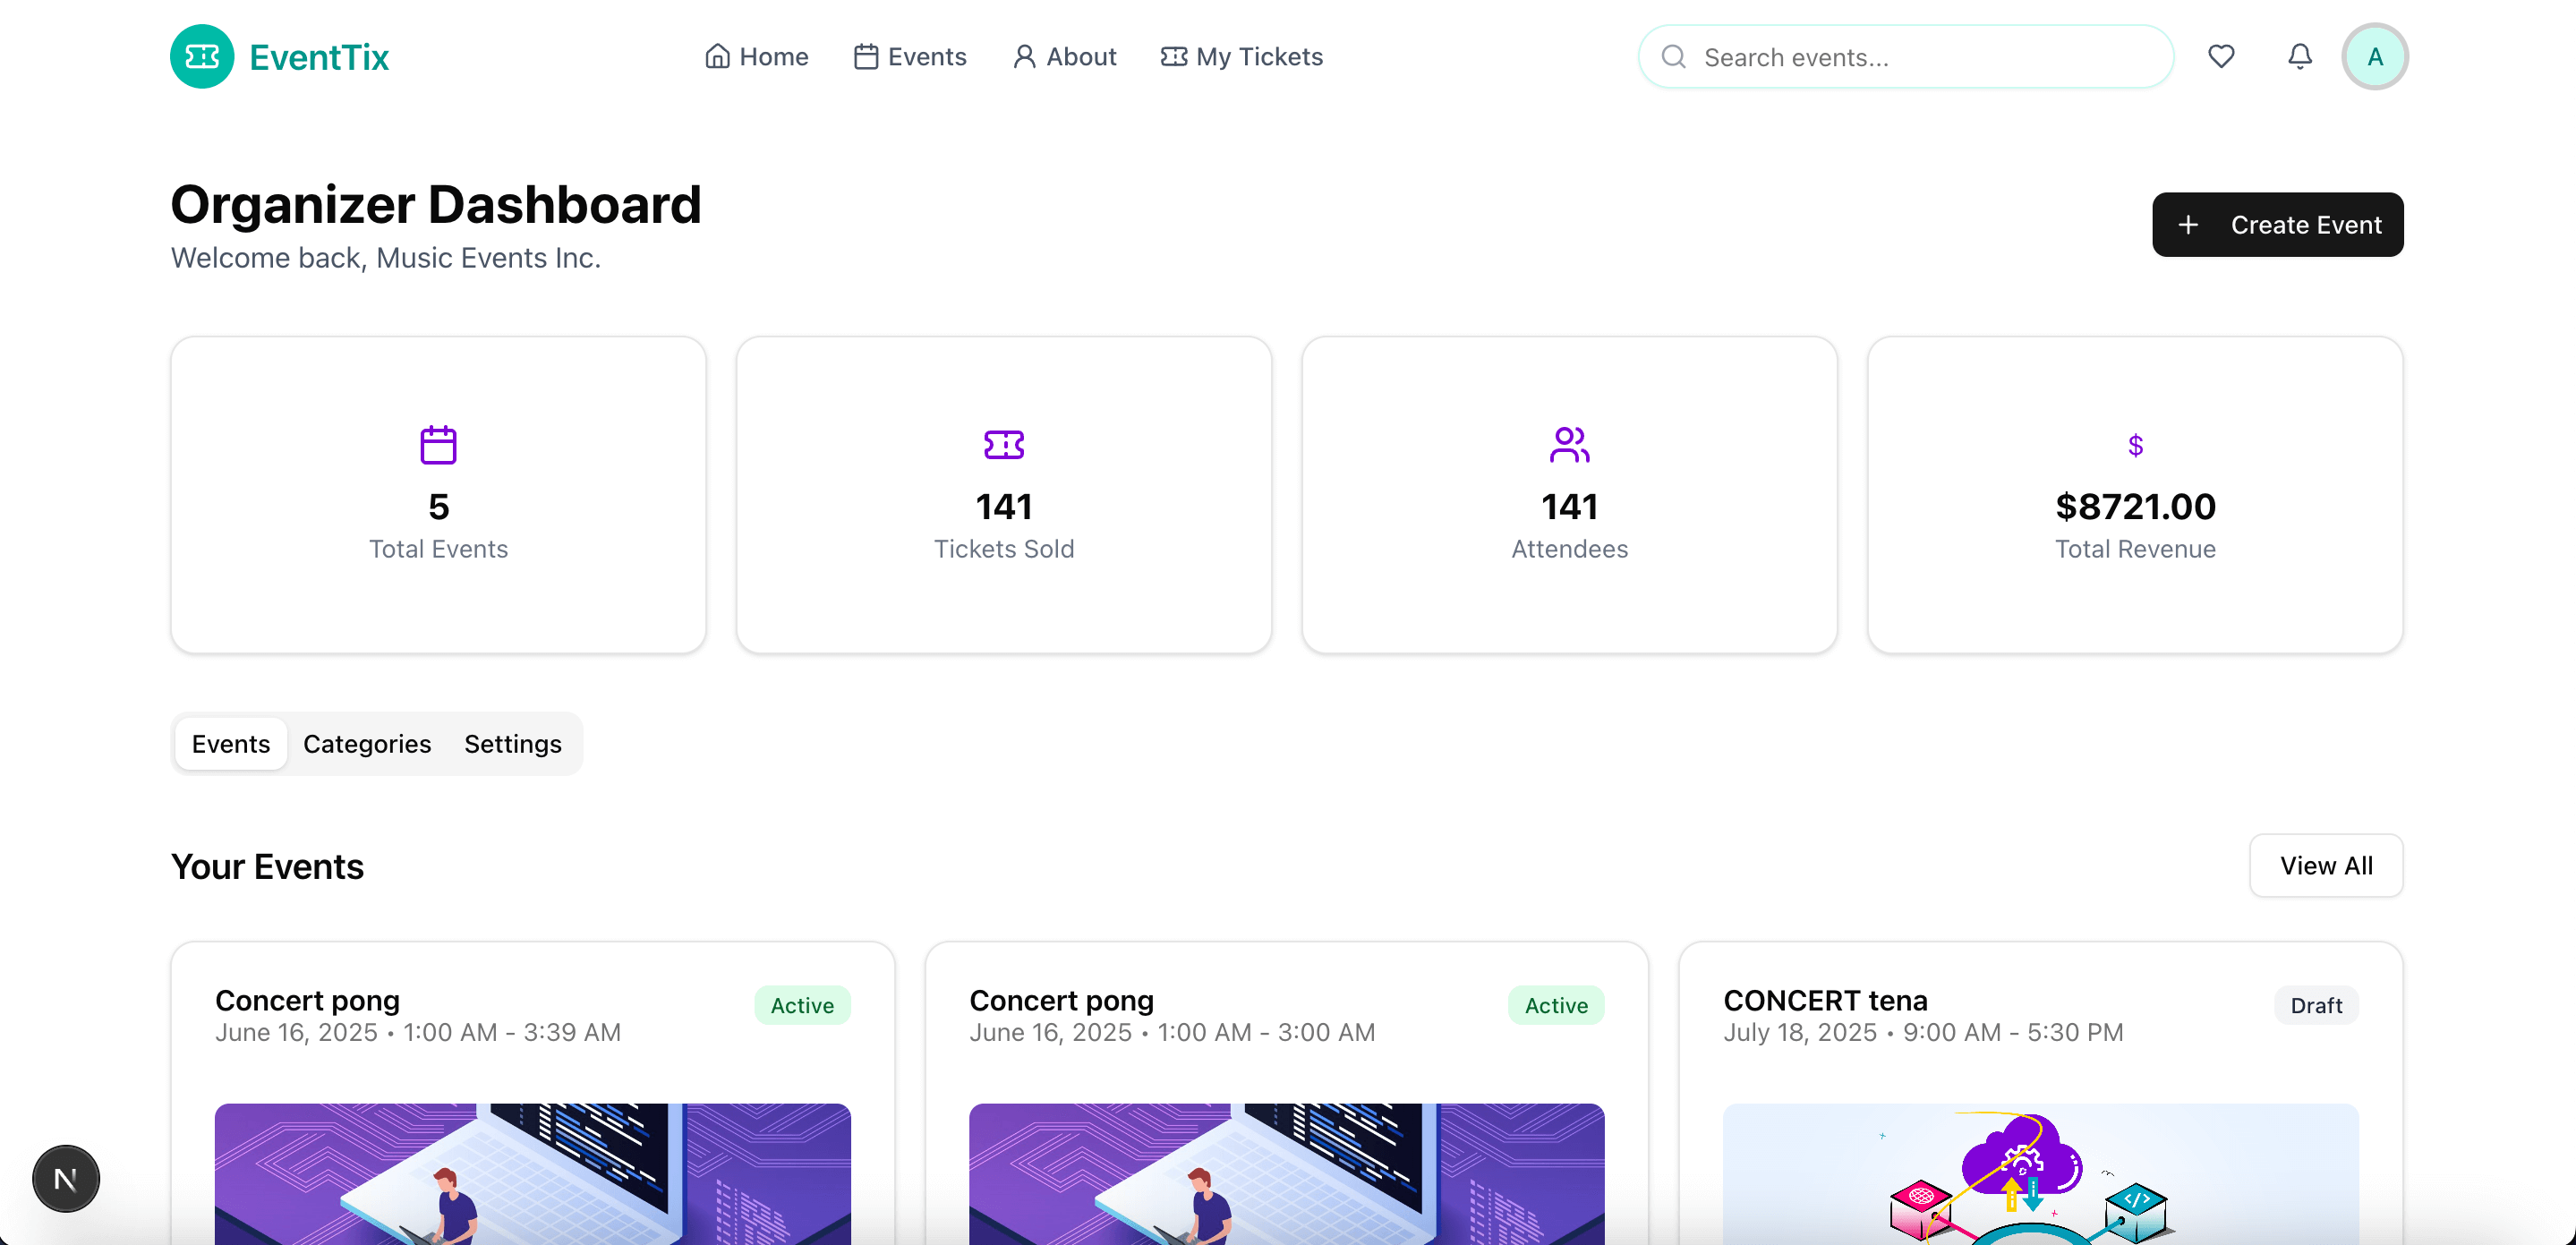 EventTix
Home Events About My Tickets
Search events...
A
Organizer Dashboard
Welcome back, Music Events Inc.
+ Create Event
5
Total Events
141
Tickets Sold
141
Attendees
$
$8721.00
Total Revenue
Events Categories Settings
Your Events
View All
Concert pong
Active
June 16, 2025 • 1:00 AM - 3:39 AM
Concert pong
Active
June 16, 2025 • 1:00 AM - 3:00 AM
CONCERT tena
Draft
July 18, 2025 • 9:00 AM - 5:30 PM
</>
N